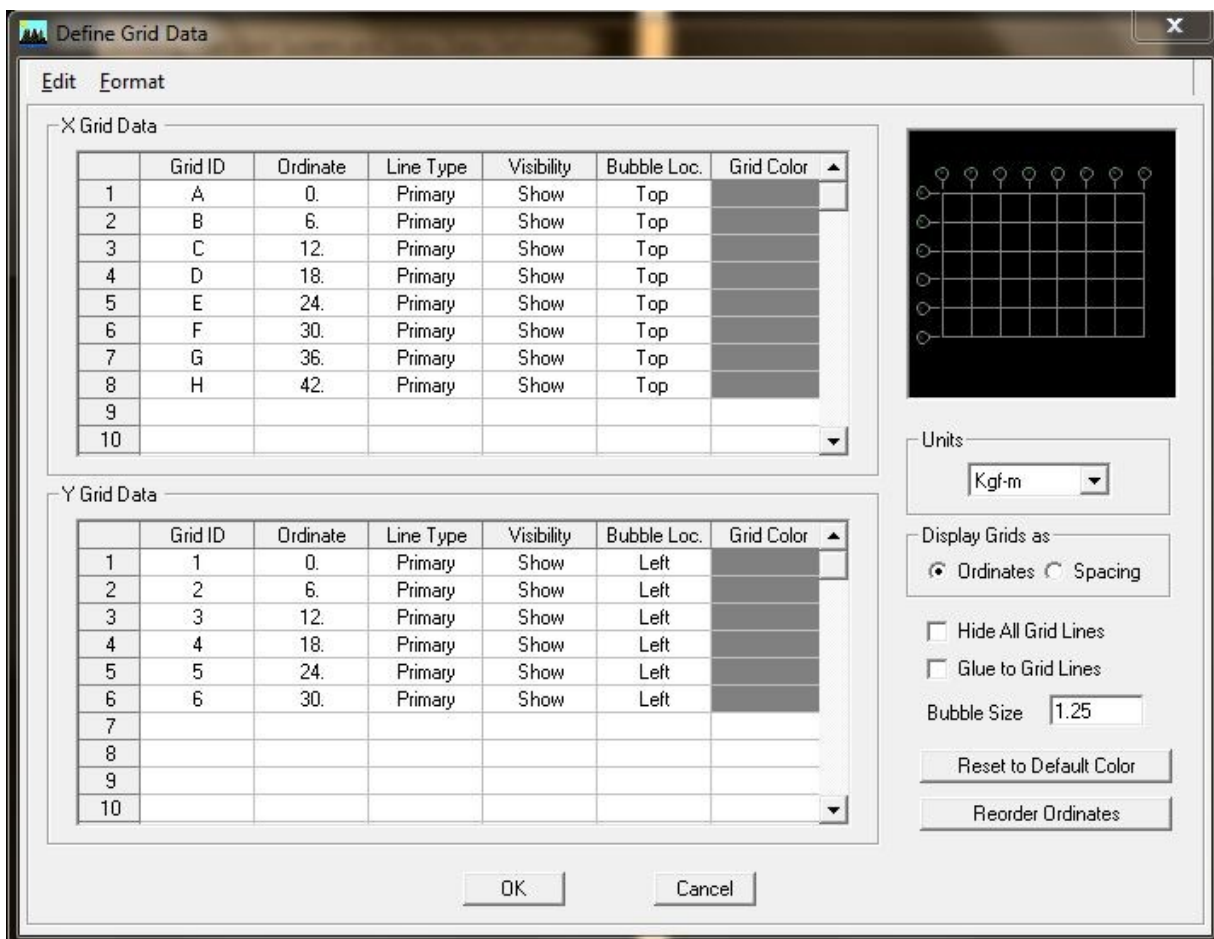 Define Grid Data
X
Edit Format
X Grid Data
Grid ID Ordinate Line Type Visibility Bubble Loc. Grid Color
1 A 0. Primary Show Top
2 B 6. Primary Show Top
3 C 12. Primary Show Top
4 D 18. Primary Show Top
5 E 24. Primary Show Top
6 F 30. Primary Show Top
7 G 36. Primary Show Top
8 H 42. Primary Show Top
9
10
Y Grid Data
Grid ID Ordinate Line Type Visibility Bubble Loc. Grid Color
1 1 0. Primary Show Left
2 2 6. Primary Show Left
3 3 12. Primary Show Left
4 4 18. Primary Show Left
5 5 24. Primary Show Left
6 6 30. Primary Show Left
7
8
9
10
Units
Kgf-m
Display Grids as
Ordinates Spacing
Hide All Grid Lines
Glue to Grid Lines
Bubble Size 1.25
Reset to Default Color
Reorder Ordinates
OK Cancel